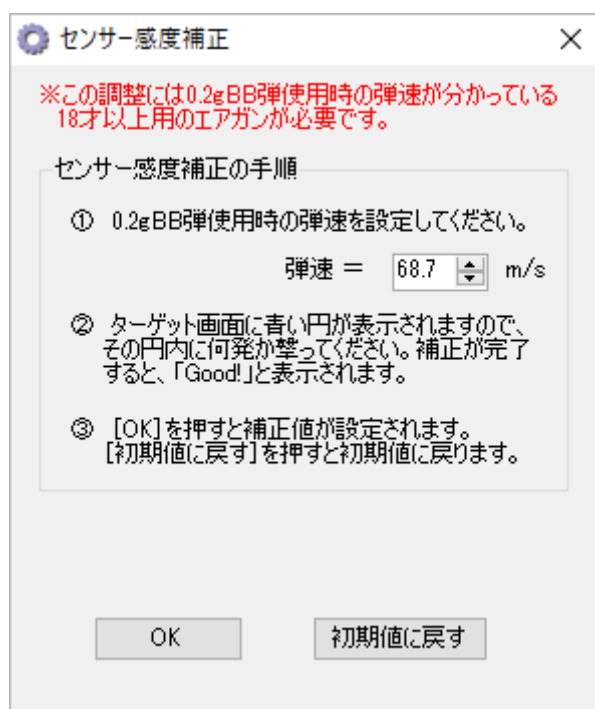 センサー感度補正
※この調整には0.2gBB弾使用時の弾速が分かっている
18才以上用のエアガンが必要です。
センサー感度補正の手順
① 0.2gBB弾使用時の弾速を設定してください。
弾速 = 68.7 m/s
② ターゲット画面に青い円が表示されますので、
その円内に何発か撃ってください。補正が完了
すると、「Good!」と表示されます。
③ [OK]を押すと補正値が設定されます。
[初期値に戻す]を押すと初期値に戻ります。
OK 初期値に戻す